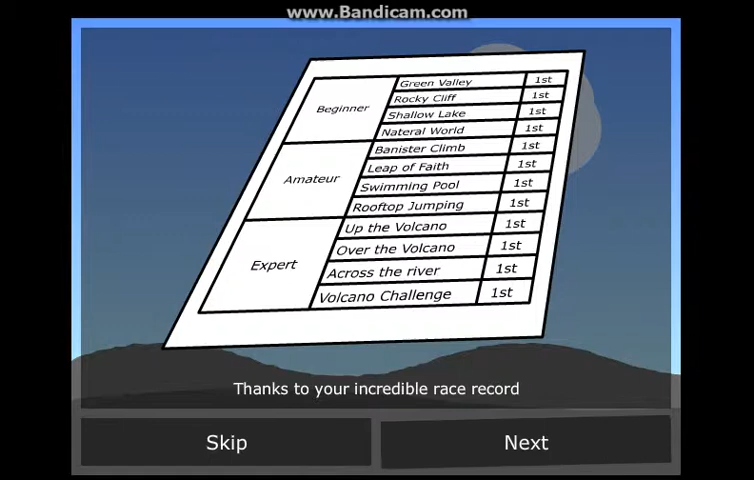 www.Bandicam.com
Beginner
Green Valley 1st
Rocky Cliff 1st
Shallow Lake 1st
Nateral World 1st
Amateur
Banister Climb 1st
Leap of Faith 1st
Swimming Pool 1st
Rooftop Jumping 1st
Expert
Up the Volcano 1st
Over the Volcano 1st
Across the river 1st
Volcano Challenge 1st
Thanks to your incredible race record
Skip Next